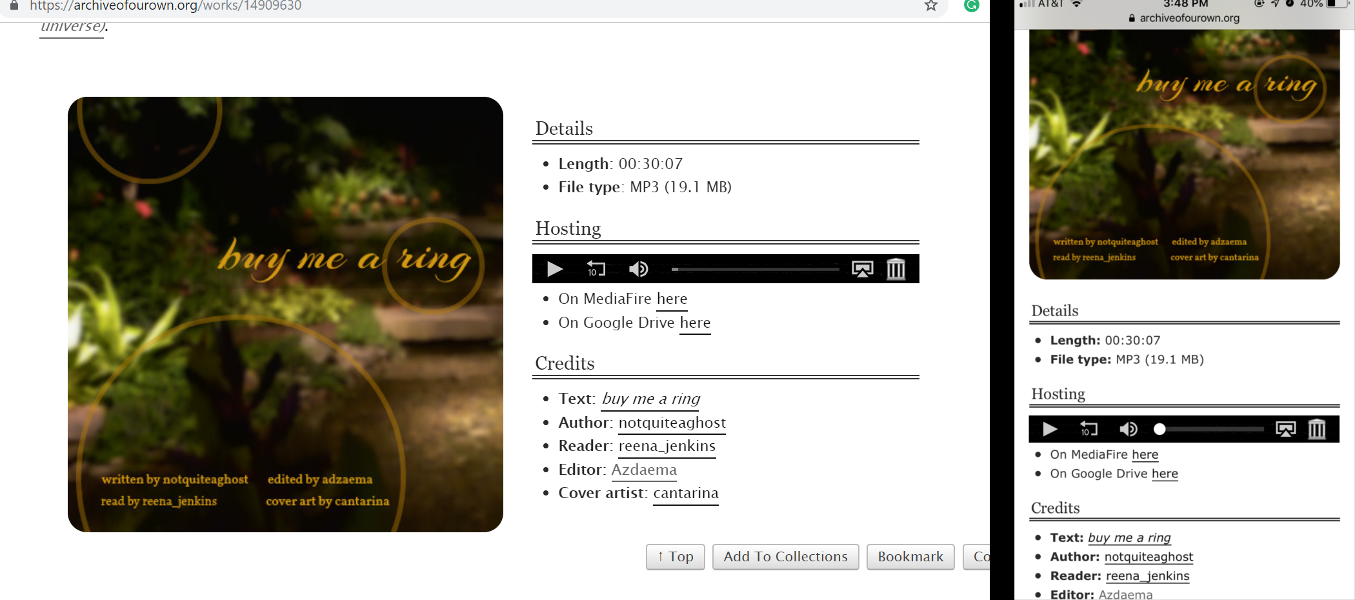 https://archiveofourown.org/works/14909630
universe).
buy me a ring
written by notquiteaghost
edited by adzaema
read by reena_jenkins
cover art by cantarina
Details
Length: 00:30:07
File type: MP3 (19.1 MB)
Hosting
10
On MediaFire here
On Google Drive here
Credits
Text: buy me a ring
Author: notquiteaghost
Reader: reena_jenkins
Editor: Azdaema
Cover artist: cantarina
↑ Top
Add To Collections
Bookmark
Co
AT&T
3:48 PM
40%
archiveofourown.org
buy me a ring
written by notquiteaghost
edited by adzaema
read by reena_jenkins
cover art by cantarina
Details
Length: 00:30:07
File type: MP3 (19.1 MB)
Hosting
10
On MediaFire here
On Google Drive here
Credits
Text: buy me a ring
Author: notquiteaghost
Reader: reena_jenkins
Editor: Azdaema